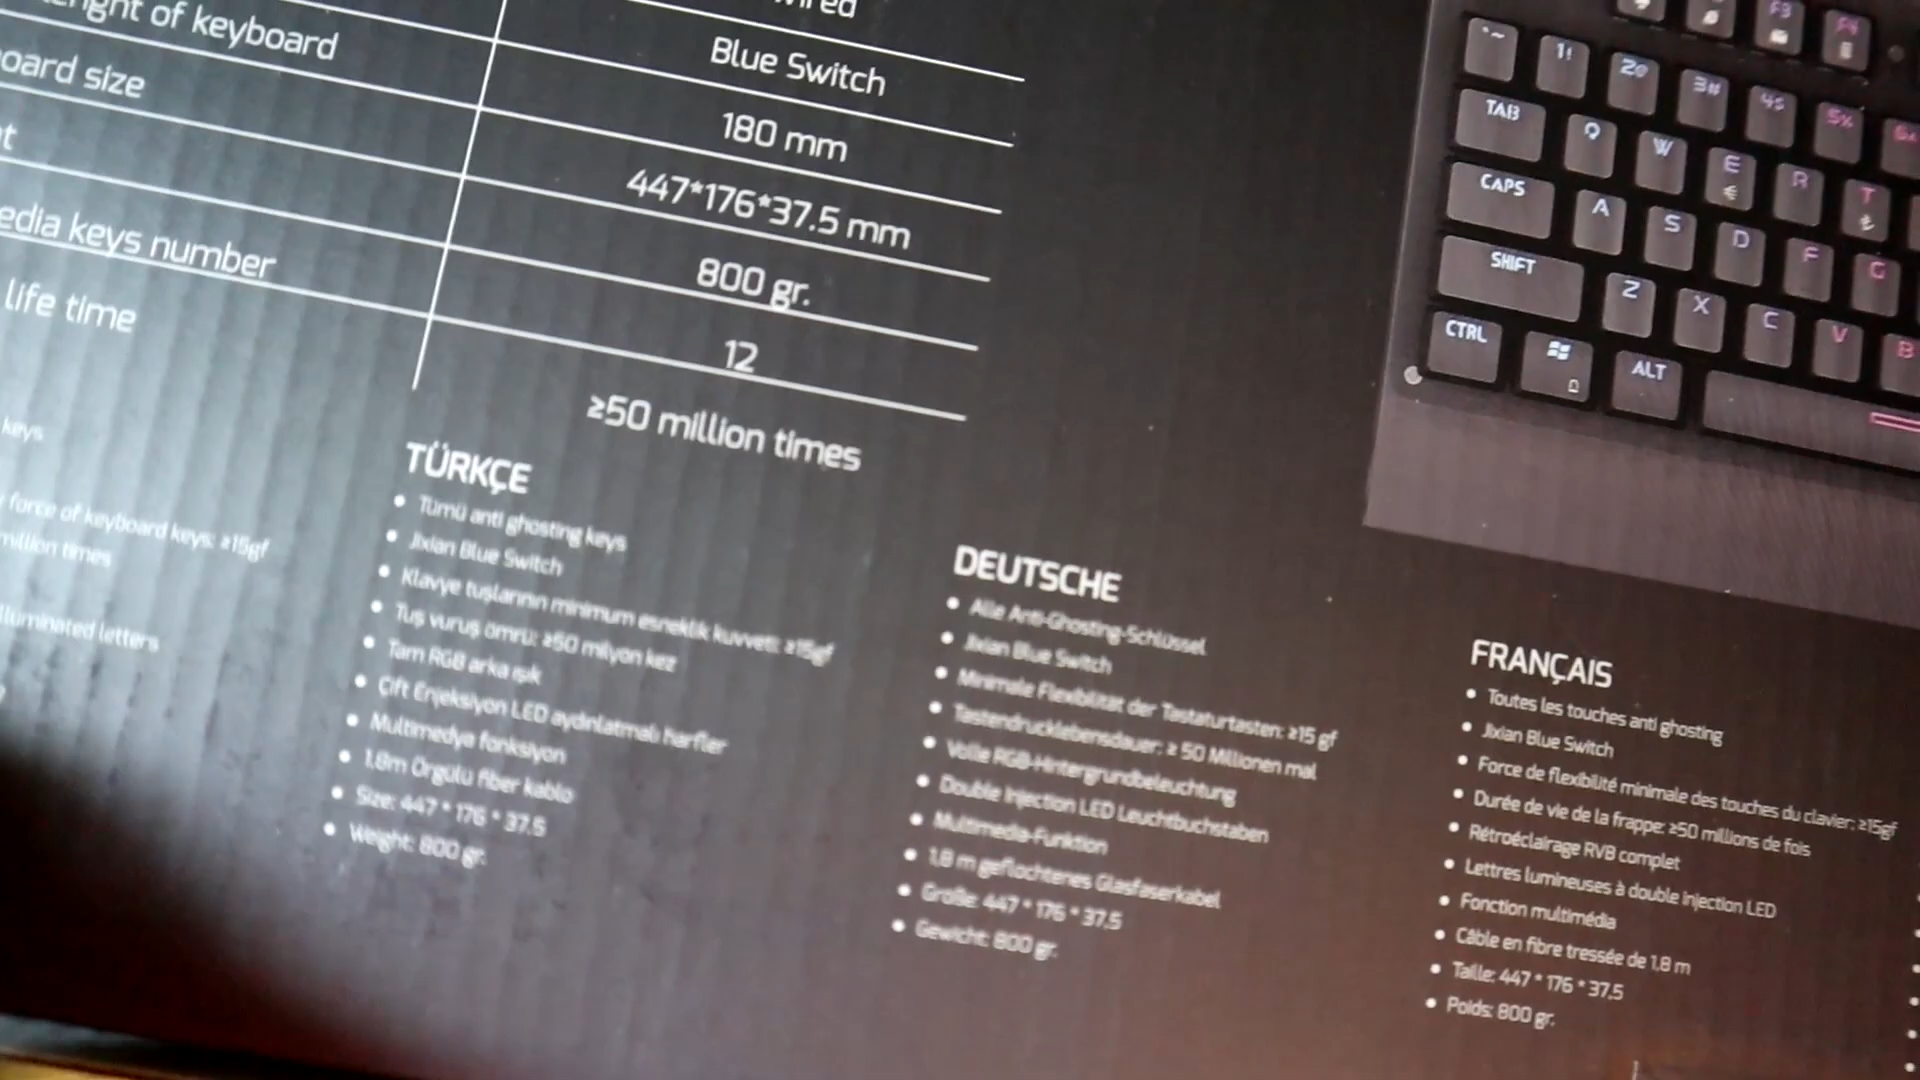 wired
of keyboard
Blue Switch
board size
180 mm
447*176*37.5 mm
800 gr.
edia keys number
12
life time
≥50 million times
keys
force of keyboard keys: ≥15gf
million times
lluminated letters
TÜRKÇE
Tümü anti ghosting keys
Jixian Blue Switch
Klavye tuşlarının minimum esneklik kuvveti: ≥15gf
Tuş vuruş ömrü: ≥50 milyon kez
Tam RGB arka ışık
Çift Enjeksiyon LED aydınlatmalı harfler
Multimedya fonksiyon
1,8m Örgülü fiber kablo
Size: 447 * 176 * 37,5
Weight: 800 gr.
DEUTSCHE
Alle Anti-Ghosting-Schlüssel
Jixian Blue Switch
Minimale Flexibilität der Tastaturtasten: ≥15 gf
Tastendrucklebensdauer: ≥ 50 Millionen mal
Volle RGB-Hintergrundbeleuchtung
Double Injection LED Leuchtbuchstaben
Multimedia-Funktion
1,8 m geflochtenes Glasfaserkabel
Größe: 447 * 176 * 37,5
Gewicht: 800 gr.
FRANÇAIS
Toutes les touches anti ghosting
Jixian Blue Switch
Force de flexibilité minimale des touches du clavier: ≥15gf
Durée de vie de la frappe: ≥50 millions de fois
Rétroéclairage RVB complet
Lettres lumineuses à double injection LED
Fonction multimédia
Câble en fibre tressée de 1,8 m
Taille: 447 * 176 * 37,5
Poids: 800 gr.
F3 F4
`~ 1! 2@ 3# 4$ 5%
TAB Q W E € R T ₺
CAPS A S D F G
SHIFT Z X C V B
CTRL ALT